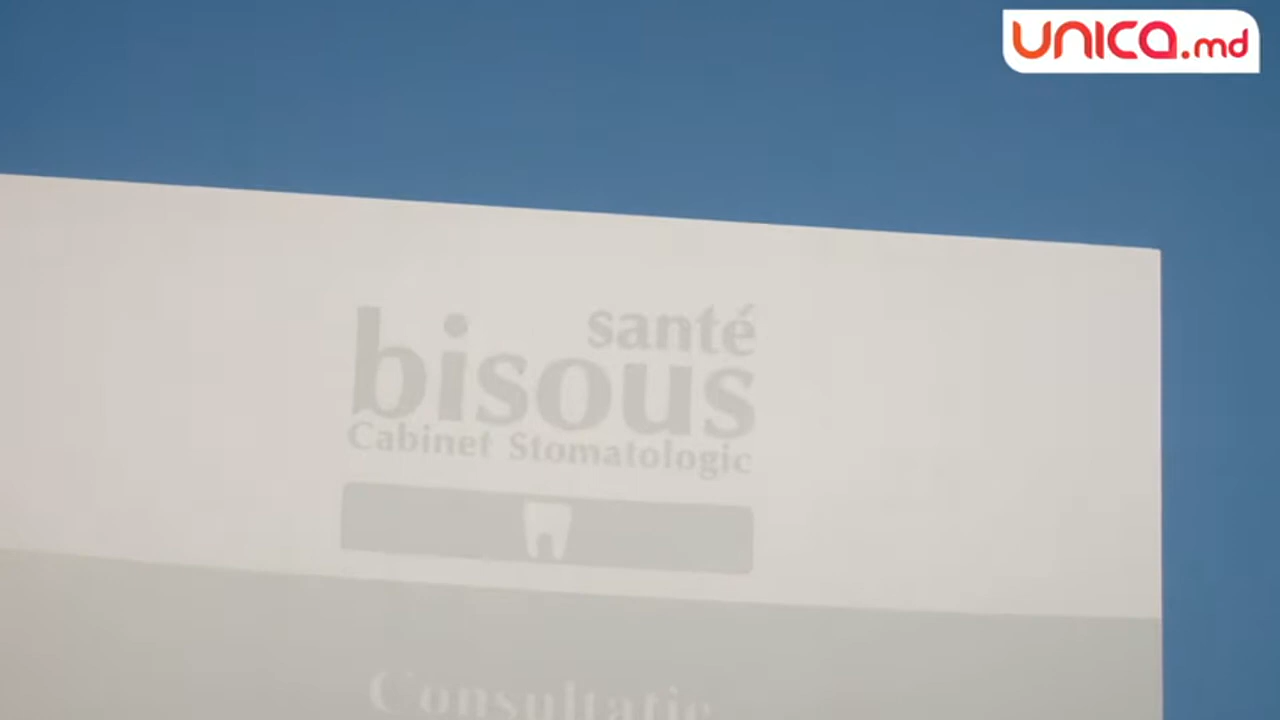 unica.md
santé
bisous
Cabinet Stomatologic
Consultatie